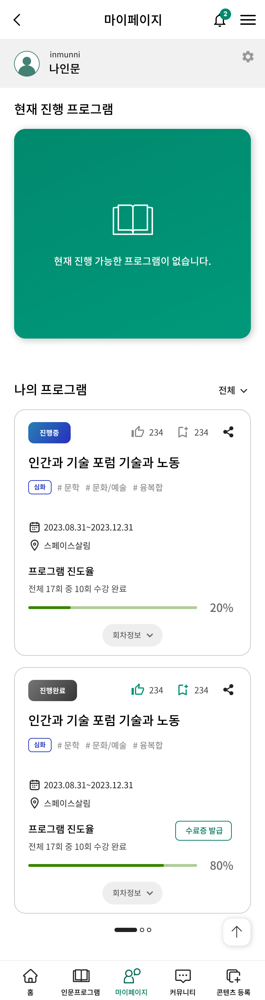 마이페이지
2
inmunni
나인문
현재 진행 프로그램
현재 진행 가능한 프로그램이 없습니다.
나의 프로그램
전체
진행중
234
234
인간과 기술 포럼 기술과 노동
심화 # 문학 # 문화/예술 # 융복합
2023.08.31~2023.12.31
스페이스살림
프로그램 진도율
전체 17회 중 10회 수강 완료
20%
회차정보
진행완료
234
234
인간과 기술 포럼 기술과 노동
심화 # 문학 # 문화/예술 # 융복합
2023.08.31~2023.12.31
스페이스살림
프로그램 진도율
수료증 발급
전체 17회 중 10회 수강 완료
80%
회차정보
홈
인문프로그램
마이페이지
커뮤니티
콘텐츠 등록